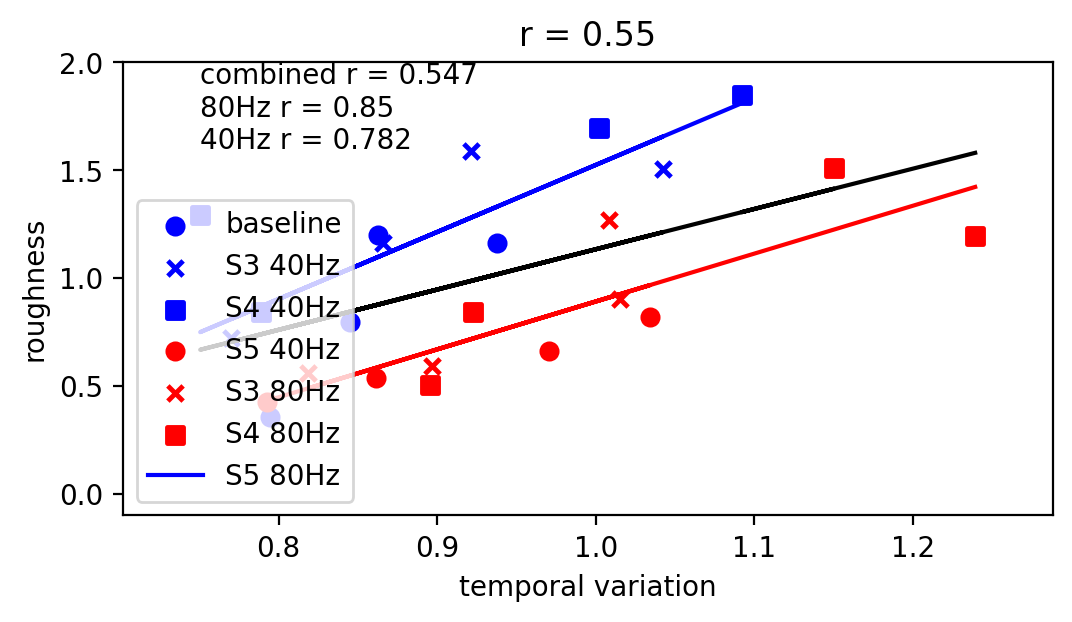 r = 0.55
combined r = 0.547
80Hz r = 0.85
40Hz r = 0.782
2.0
1.5
1.0
0.5
0.0
roughness
baseline
S3 40Hz
S4 40Hz
S5 40Hz
S3 80Hz
S4 80Hz
S5 80Hz
0.8 0.9 1.0 1.1 1.2
temporal variation